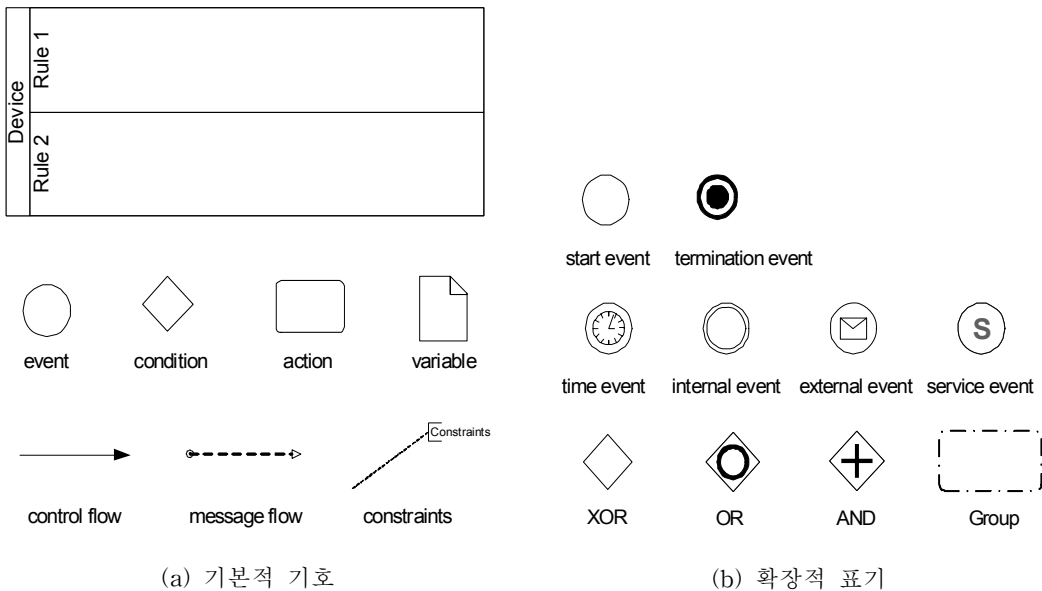 Device
Rule 1
Rule 2
event condition action variable
Constraints
control flow message flow constraints
(a) 기본적 기호
start event termination event
time event internal event external event service event
S
XOR OR AND Group
(b) 확장적 표기